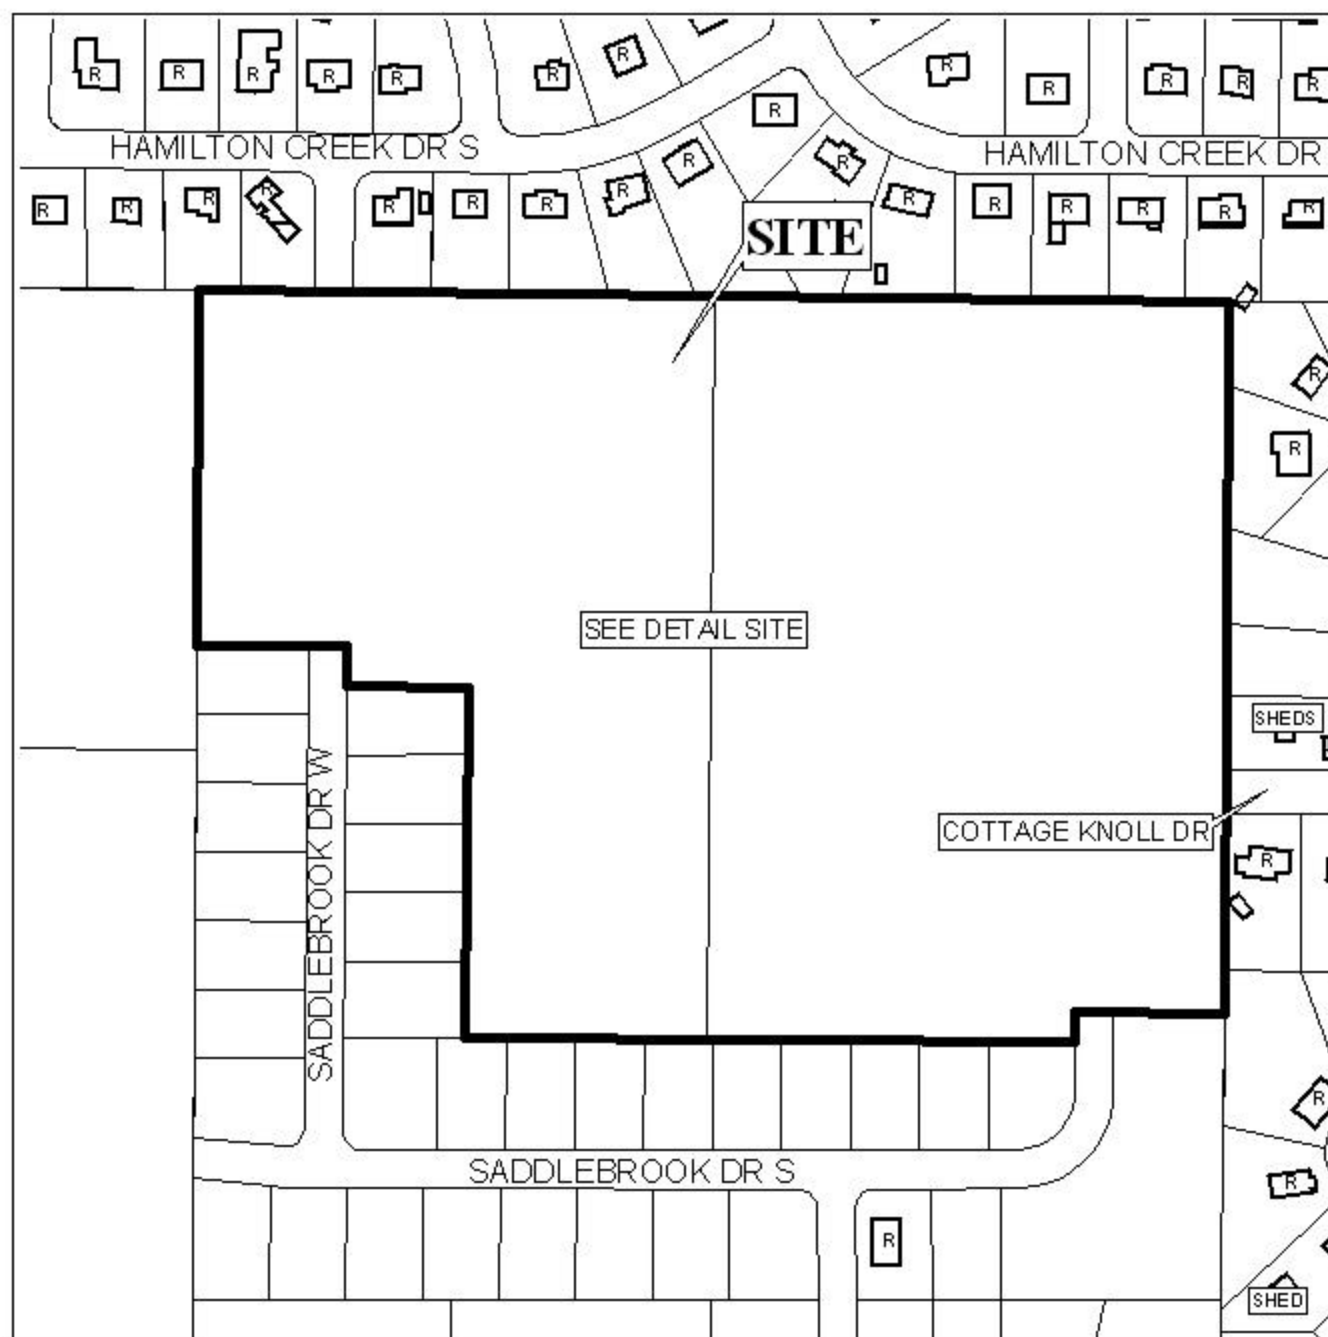 R R R R R R R R R R R R
R
HAMILTON CREEK DR S
HAMILTON CREEK DR
R R
R R R R R R R R R R R R R R
SITE
R
R
SEE DETAIL SITE
SHEDS
COTTAGE KNOLL DR
R
SADDLEBROOK DR W
R
SADDLEBROOK DR S
R
R
SHED